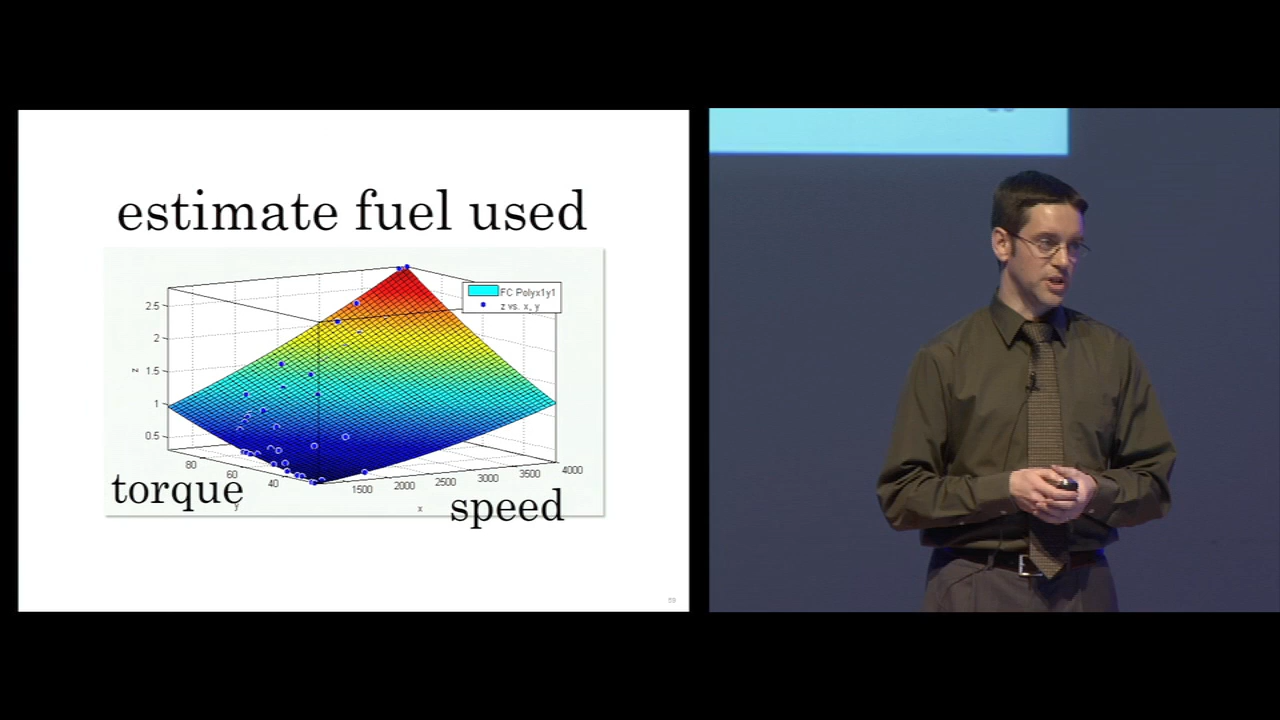 estimate fuel used
FC Polyx1y1
z vs. x, y
2.5
2
1.5
1
0.5
z
80
60
40
y
1500
2000
2500
3000
3500
4000
x
torque
speed
59